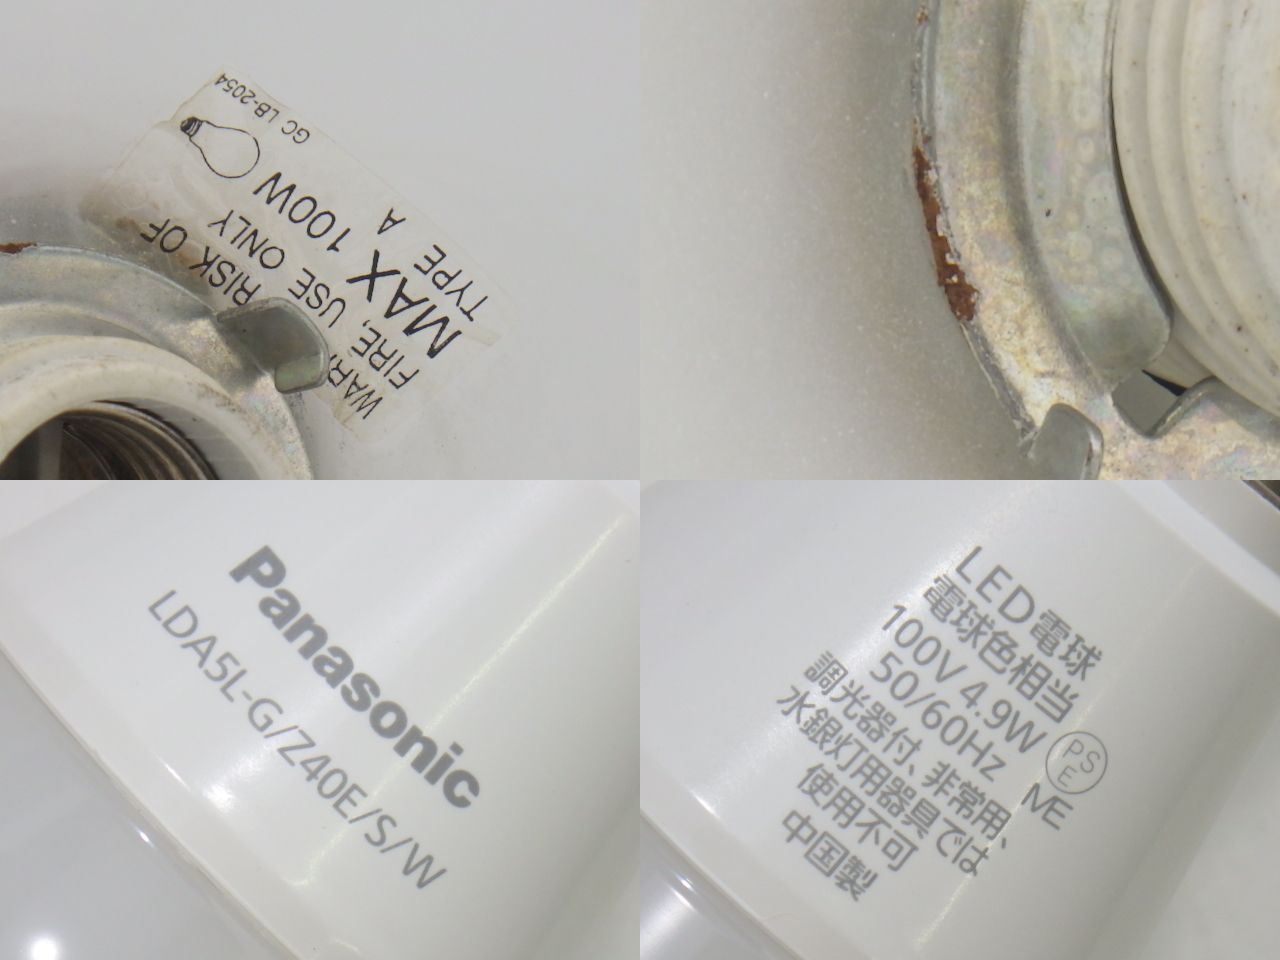 GC LB-2054
MAX 100W
TYPE A
RISK OF
FIRE, USE ONLY
Panasonic
LDA5L-G/Z40E/S/W
LED電球
電球色相当
100V 4.9W
50/60Hz
PS
E
ME
調光器付、非常用、
水銀灯用器具では
使用不可
中国製